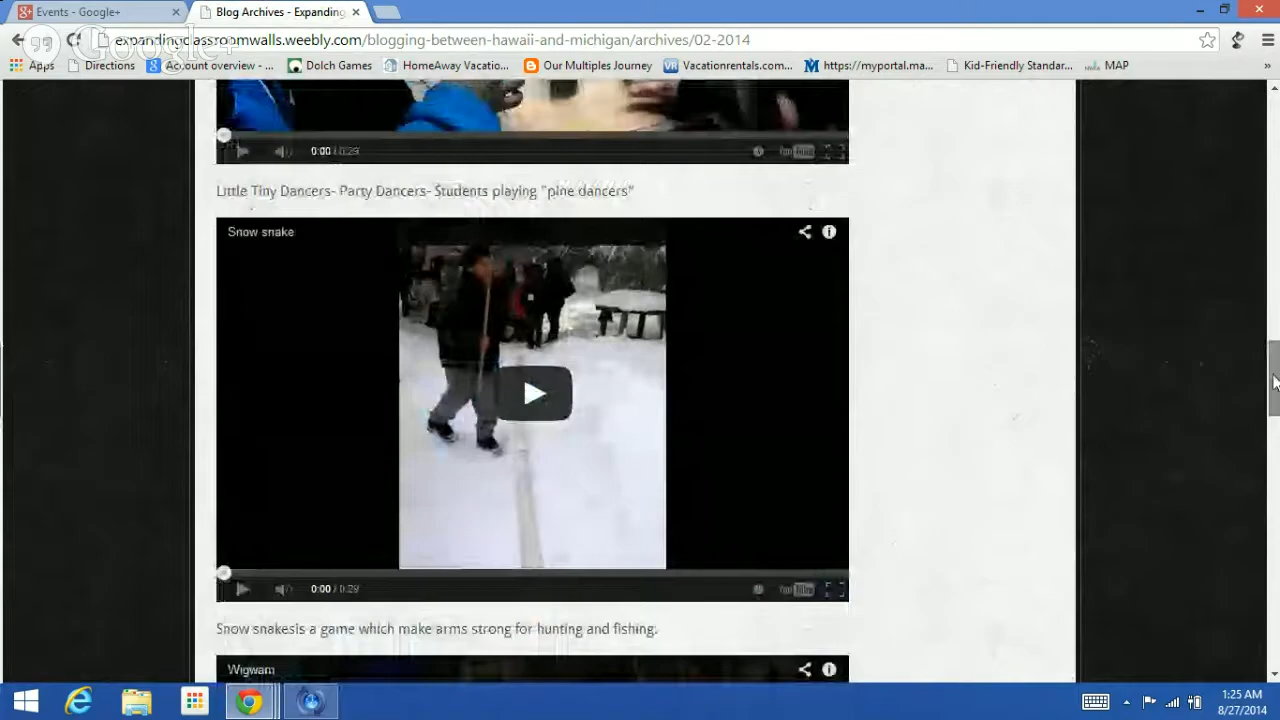 Events - Google+
Blog Archives - Expanding
Google+
expandingclassroomwalls.weebly.com/blogging-between-hawaii-and-michigan/archives/02-2014
Apps
Directions
Account overview - ...
Dolch Games
HomeAway Vacatio...
Our Multiples Journey
VR Vacationrentals.com...
https://myportal.ma...
Kid-Friendly Standar...
MAP
»
0:00 / 0:29
Little Tiny Dancers- Party Dancers- Students playing "pine dancers"
Snow snake
0:00 / 0:29
Snow snakesis a game which make arms strong for hunting and fishing.
Wigwam
1:25 AM
8/27/2014